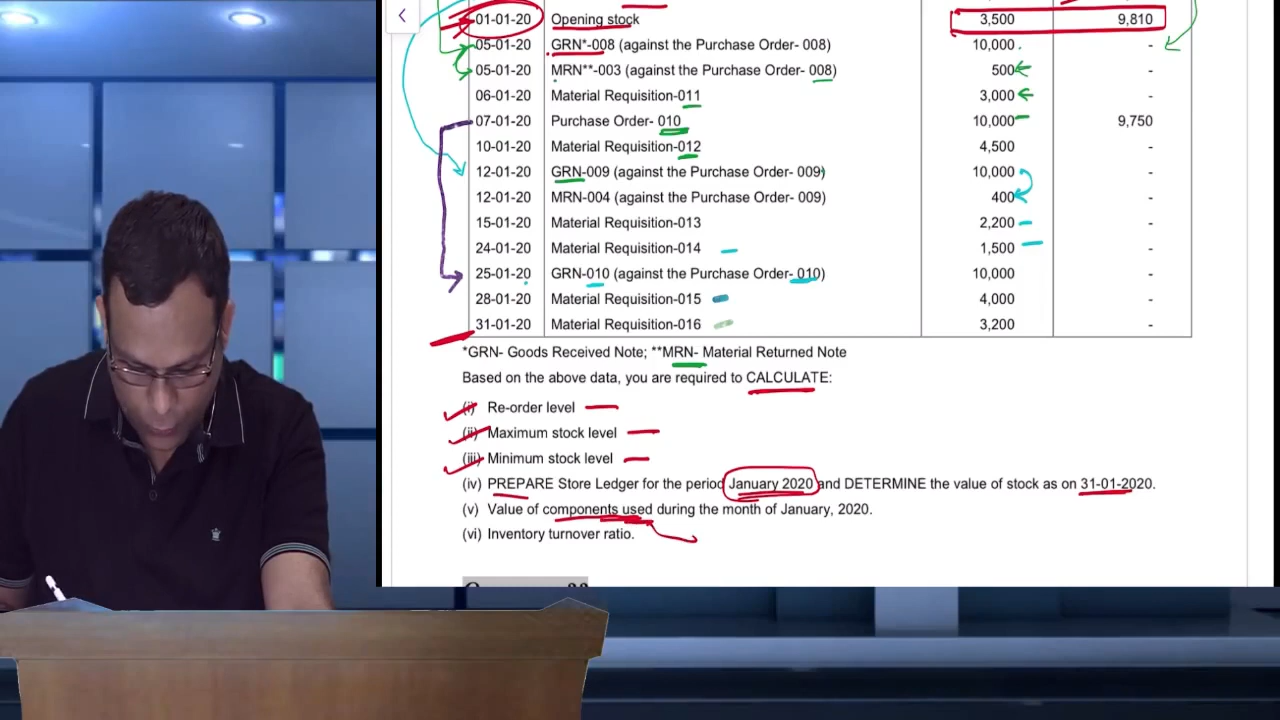 01-01-20 Opening stock 3,500 9,810
05-01-20 GRN*-008 (against the Purchase Order- 008) 10,000 -
05-01-20 MRN**-003 (against the Purchase Order- 008) 500 -
06-01-20 Material Requisition-011 3,000 -
07-01-20 Purchase Order- 010 10,000 9,750
10-01-20 Material Requisition-012 4,500 -
12-01-20 GRN-009 (against the Purchase Order- 009) 10,000 -
12-01-20 MRN-004 (against the Purchase Order- 009) 400 -
15-01-20 Material Requisition-013 2,200 -
24-01-20 Material Requisition-014 1,500 -
25-01-20 GRN-010 (against the Purchase Order- 010) 10,000 -
28-01-20 Material Requisition-015 4,000 -
31-01-20 Material Requisition-016 3,200 -
*GRN- Goods Received Note; **MRN- Material Returned Note
Based on the above data, you are required to CALCULATE:
(i) Re-order level
(ii) Maximum stock level
(iii) Minimum stock level
(iv) PREPARE Store Ledger for the period January 2020 and DETERMINE the value of stock as on 31-01-2020.
(v) Value of components used during the month of January, 2020.
(vi) Inventory turnover ratio.